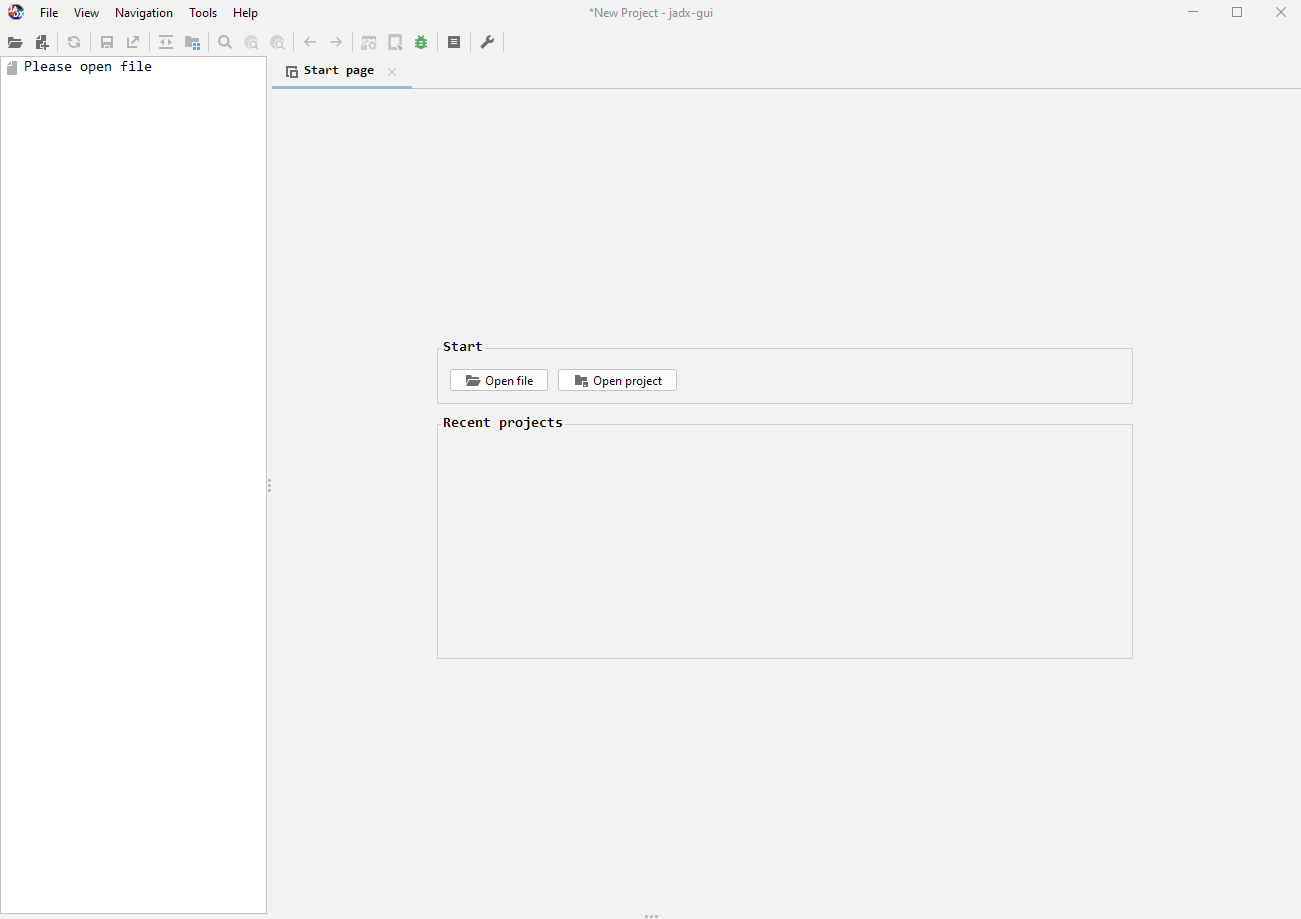 File View Navigation Tools Help *New Project - jadx-gui
Please open file
Start page
Start
Open file Open project
Recent projects